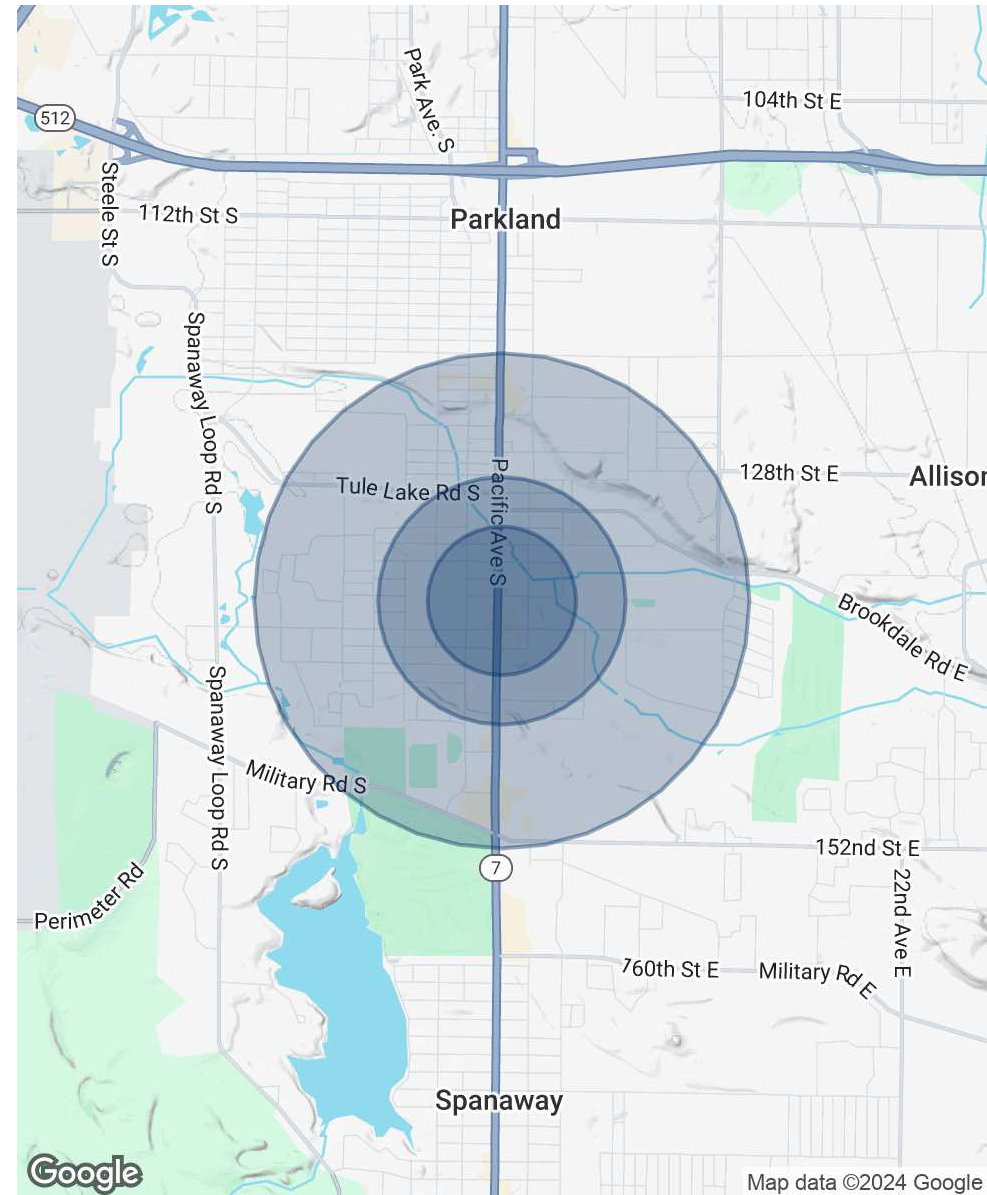 Park Ave. S
104th St E
512
Steele St S
112th St S
Parkland
Spanaway Loop Rd S
Pacific Ave S
128th St E
Allison
Tule Lake Rd S
Brookdale Rd E
Spanaway Loop Rd S
Military Rd S
152nd St E
7
22nd Ave E
Perimeter Rd
760th St E
Military Rd E
Spanaway
Google
Map data ©2024 Google